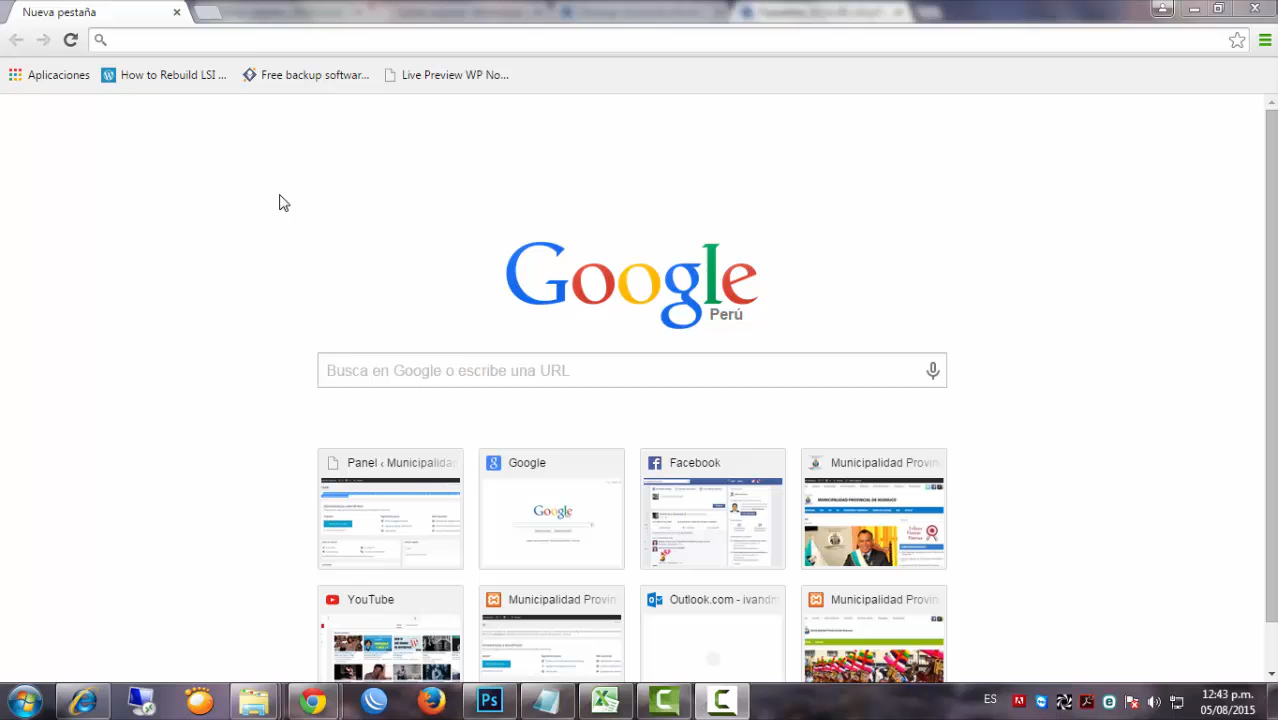 Nueva pestaña
Aplicaciones
How to Rebuild LSI ...
Free backup softwar...
Live Preview WP No...
Google
Perú
Busca en Google o escribe una URL
Panel ‹ Municipalidad
Google
Facebook
Municipalidad Provin
YouTube
Municipalidad Provin
Outlook.com - ivandm
Municipalidad Provin
Ps
ES
12:43 p.m.
05/08/2015